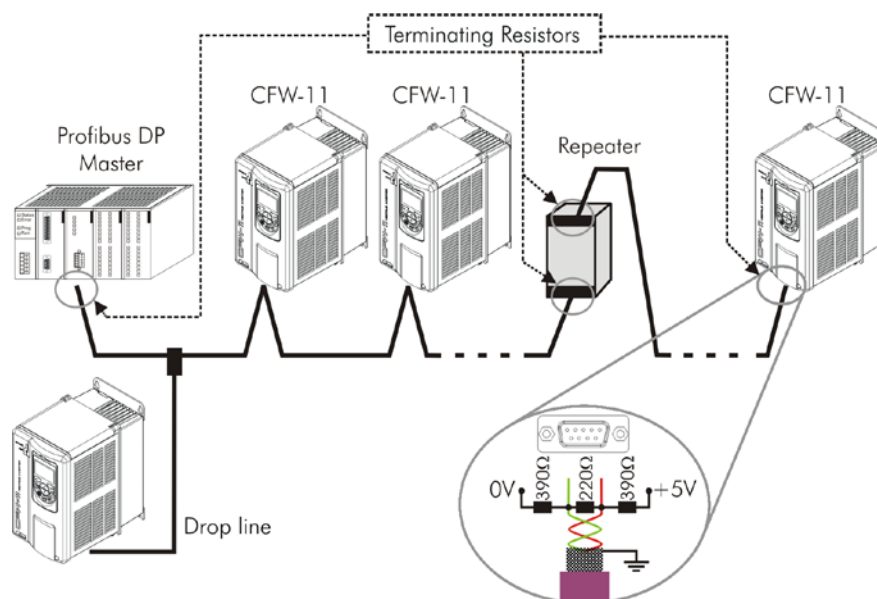 Terminating Resistors
CFW-11
CFW-11
CFW-11
Profibus DP
Master
Repeater
Drop line
0V
390Ω
220Ω
390Ω
+5V